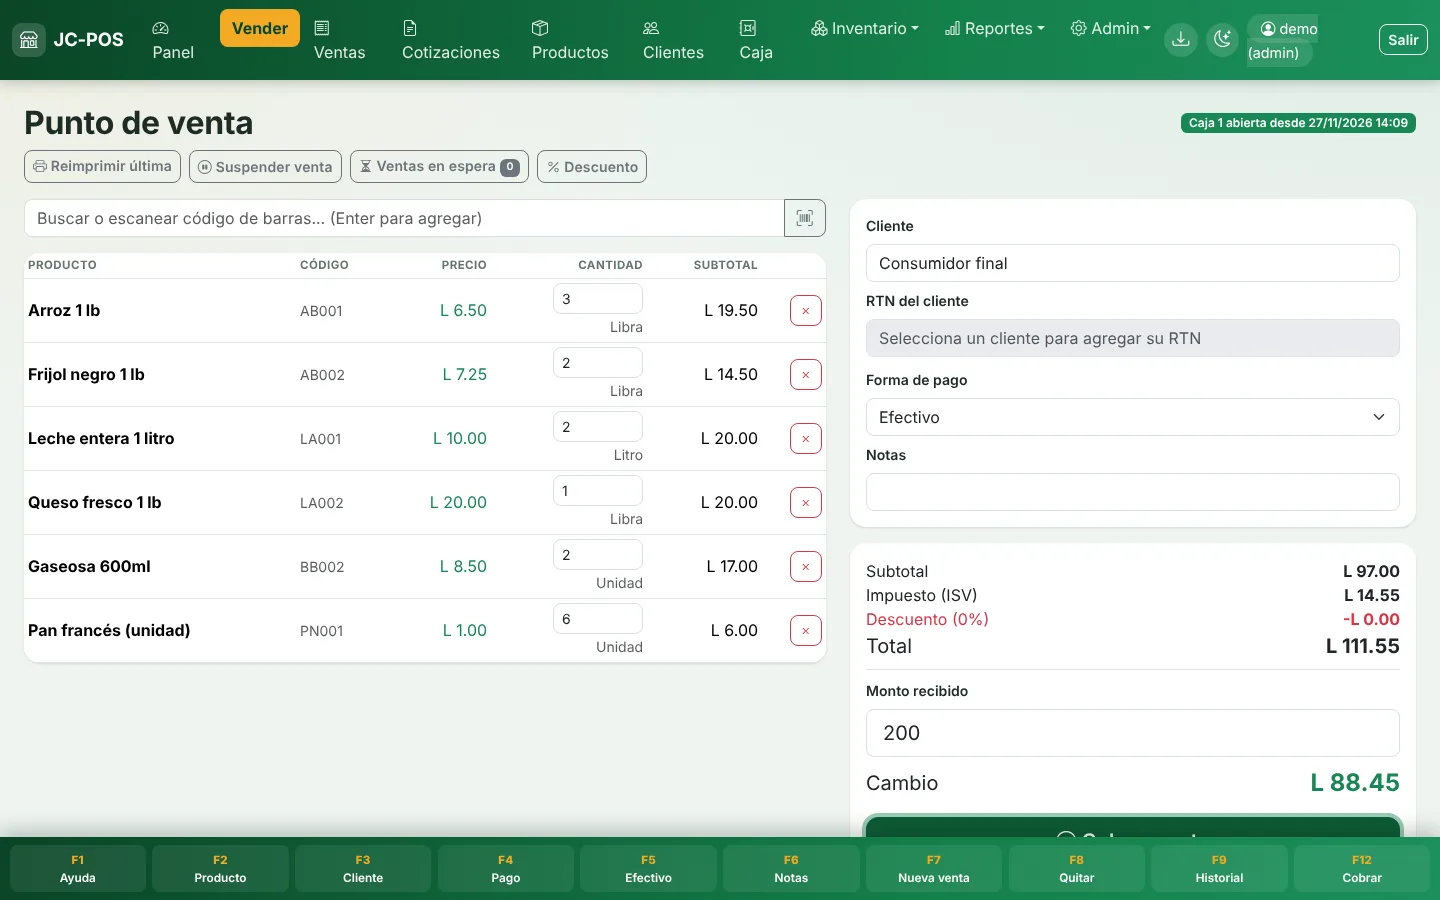 JC-POS
Panel
Vender
Ventas
Cotizaciones
Productos
Clientes
Caja
Inventario
Reportes
Admin
demo
(admin)
Salir
Punto de venta
Caja 1 abierta desde 27/11/2026 14:09
Reimprimir última
Suspender venta
Ventas en espera 0
Descuento
Buscar o escanear código de barras... (Enter para agregar)
PRODUCTO CÓDIGO PRECIO CANTIDAD SUBTOTAL
Arroz 1 lb AB001 L 6.50 3 L 19.50 ×
Libra
Frijol negro 1 lb AB002 L 7.25 2 L 14.50 ×
Libra
Leche entera 1 litro LA001 L 10.00 2 L 20.00 ×
Litro
Queso fresco 1 lb LA002 L 20.00 1 L 20.00 ×
Libra
Gaseosa 600ml BB002 L 8.50 2 L 17.00 ×
Unidad
Pan francés (unidad) PN001 L 1.00 6 L 6.00 ×
Unidad
Cliente
Consumidor final
RTN del cliente
Selecciona un cliente para agregar su RTN
Forma de pago
Efectivo
Notas
Subtotal L 97.00
Impuesto (ISV) L 14.55
Descuento (0%) -L 0.00
Total L 111.55
Monto recibido
200
Cambio L 88.45
F1 Ayuda
F2 Producto
F3 Cliente
F4 Pago
F5 Efectivo
F6 Notas
F7 Nueva venta
F8 Quitar
F9 Historial
F12 Cobrar